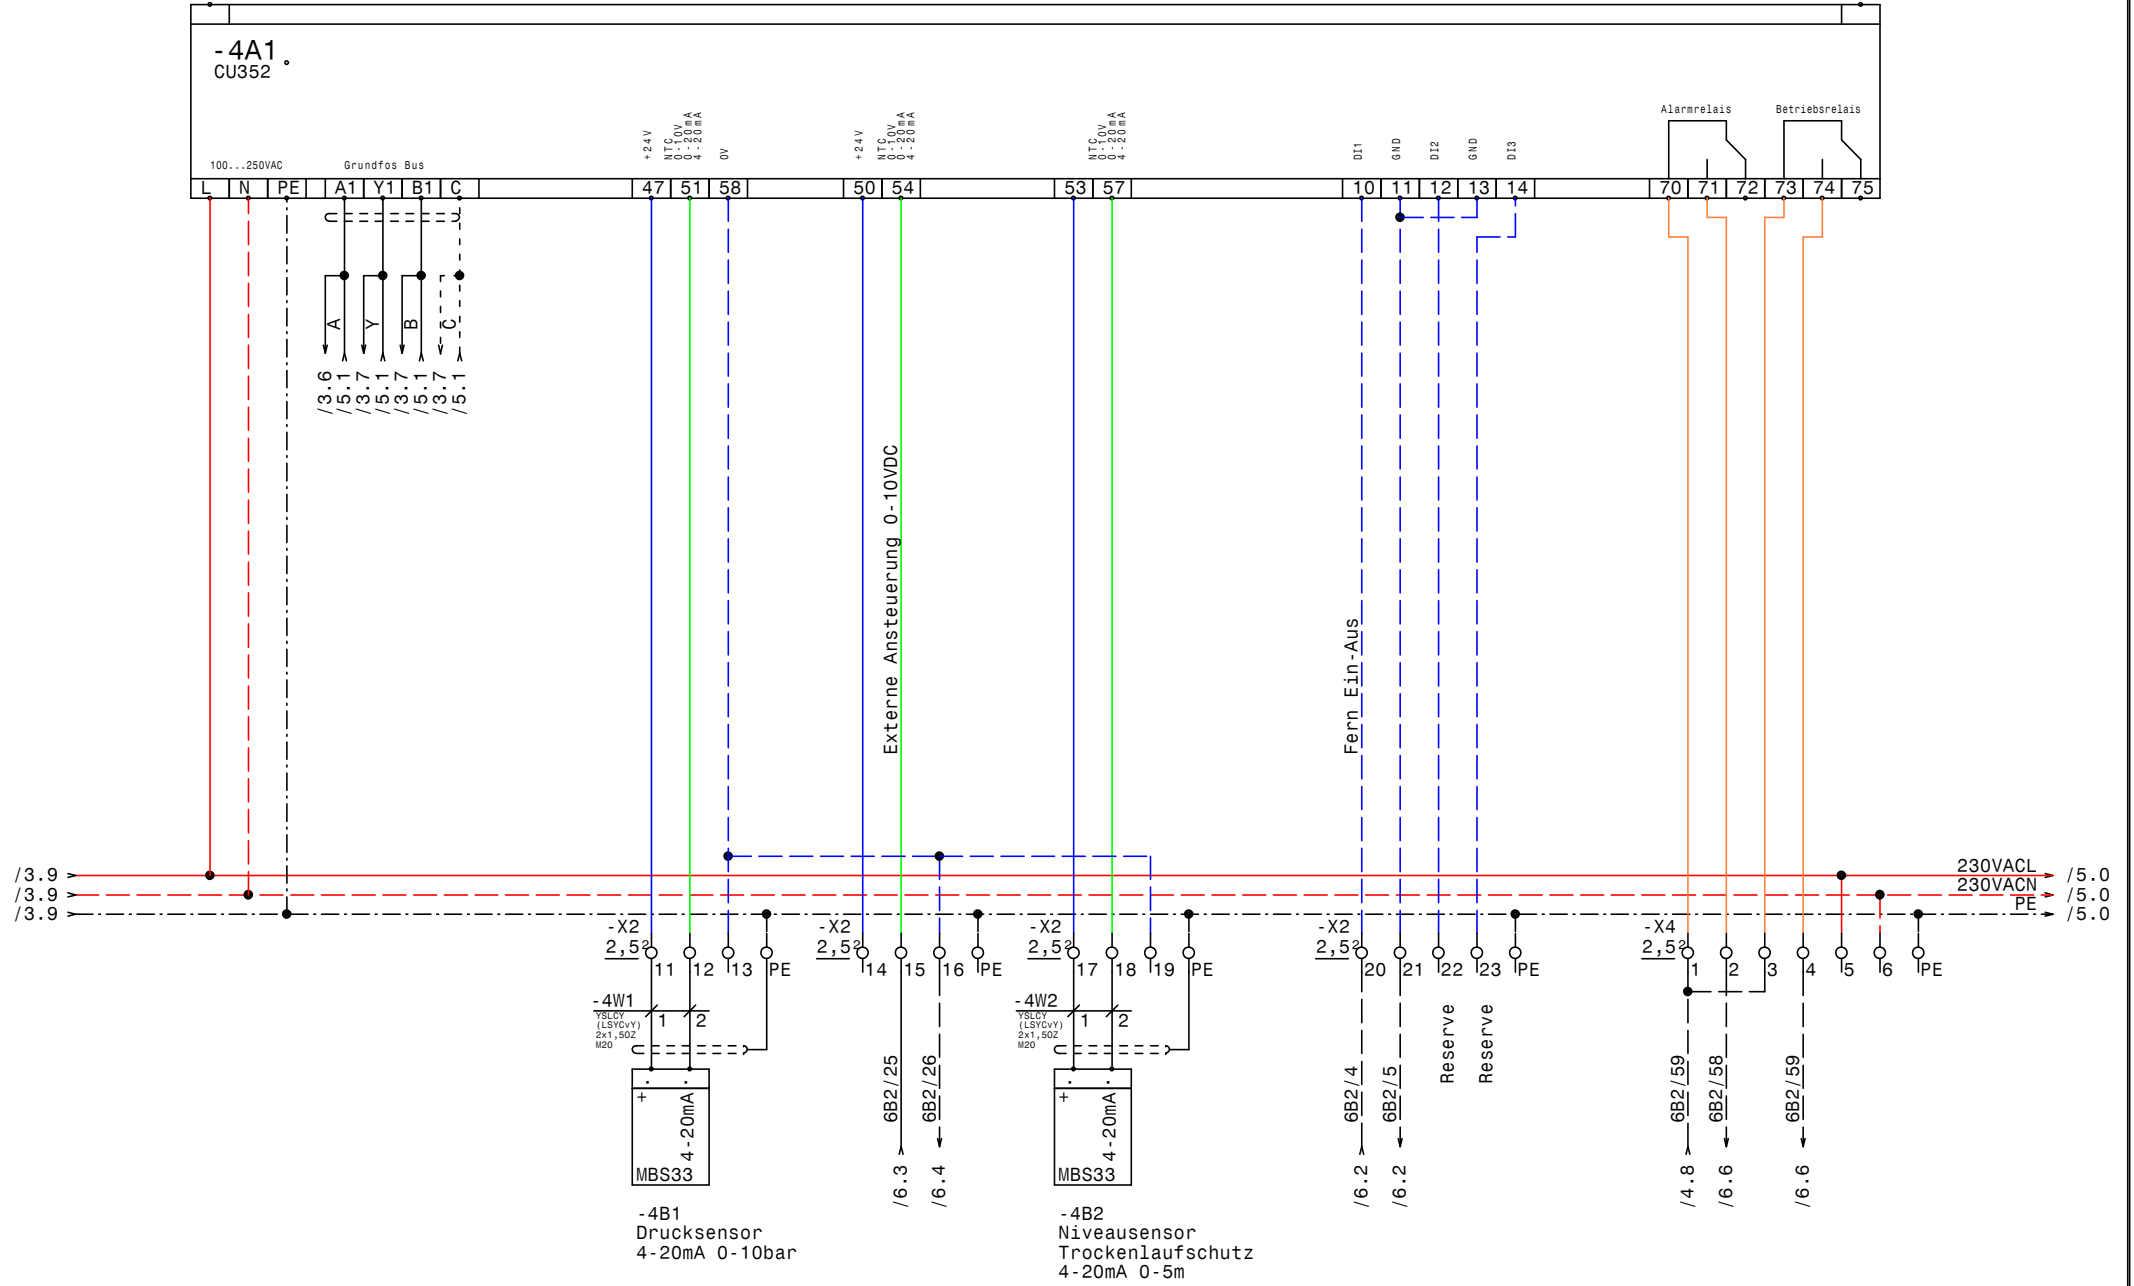 -4A1
CU352
100...250VAC
Grundfos Bus
+24V
NTC
0-10V
0-20mA
4-20mA
0V
+24V
NTC
0-10V
0-20mA
4-20mA
NTC
0-10V
0-20mA
4-20mA
DI1
GND
DI2
GND
DI3
Alarmrelais
Betriebsrelais
L N PE A1 Y1 B1 C 47 51 58 50 54 53 57 10 11 12 13 14 70 71 72 73 74 75
A
Y
B
C
/3.6
/5.1
/3.7
/5.1
/3.7
/5.1
/3.7
/5.1
Externe Ansteuerung 0-10VDC
Fern Ein-Aus
/3.9 230VACL /5.0
/3.9 230VACN /5.0
/3.9 PE /5.0
-X2
2,5²
11 12 13 PE
-X2
2,5²
14 15 16 PE
-X2
2,5²
17 18 19 PE
-X2
2,5²
20 21 22 23 PE
-X4
2,5²
1 2 3 4 5 6 PE
-4W1
YSLCY
(LSYCvY)
2x1,5OZ
M20
1 2
-4W2
YSLCY
(LSYCvY)
2x1,5OZ
M20
1 2
+
4-20mA
MBS33
6B2/25
6B2/26
/6.3
/6.4
+
4-20mA
MBS33
6B2/4
6B2/5
/6.2
/6.2
Reserve
Reserve
6B2/59
6B2/58
6B2/59
/4.8
/6.6
/6.6
-4B1
Drucksensor
4-20mA 0-10bar
-4B2
Niveausensor
Trockenlaufschutz
4-20mA 0-5m